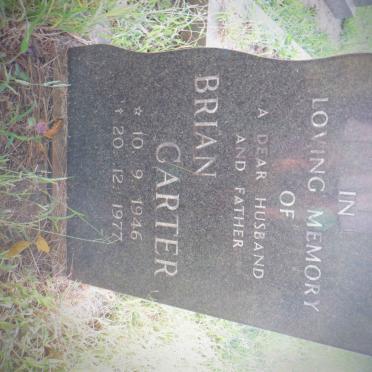 IN
LOVING MEMORY
OF
A DEAR HUSBAND
AND FATHER
BRIAN
CARTER
* 10. 9. 1946
† 20. 12. 1977